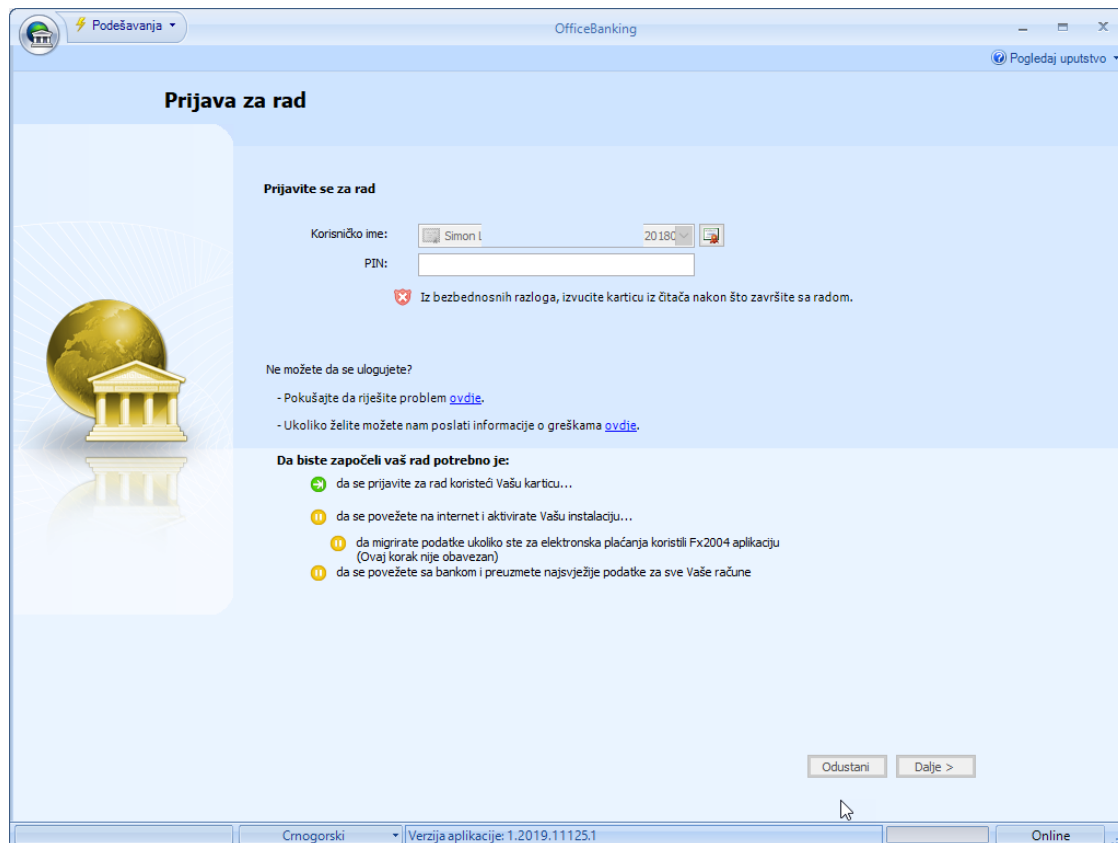 Podešavanja
OfficeBanking
Pogledaj uputstvo
Prijava za rad
Prijavite se za rad
Korisničko ime:
Simon L
2018C
PIN:
Iz bezbednosnih razloga, izvucite karticu iz čitača nakon što završite sa radom.
Ne možete da se ulogujete?
- Pokušajte da riješite problem ovdje.
- Ukoliko želite možete nam poslati informacije o greškama ovdje.
Da biste započeli vaš rad potrebno je:
da se prijavite za rad koristeći Vašu karticu...
da se povežete na internet i aktivirate Vašu instalaciju...
da migrirate podatke ukoliko ste za elektronska plaćanja koristili Fx2004 aplikaciju
(Ovaj korak nije obavezan)
da se povežete sa bankom i preuzmete najsvježije podatke za sve Vaše račune
Odustani
Dalje >
Crnogorski
Verzija aplikacije: 1.2019.11125.1
Online